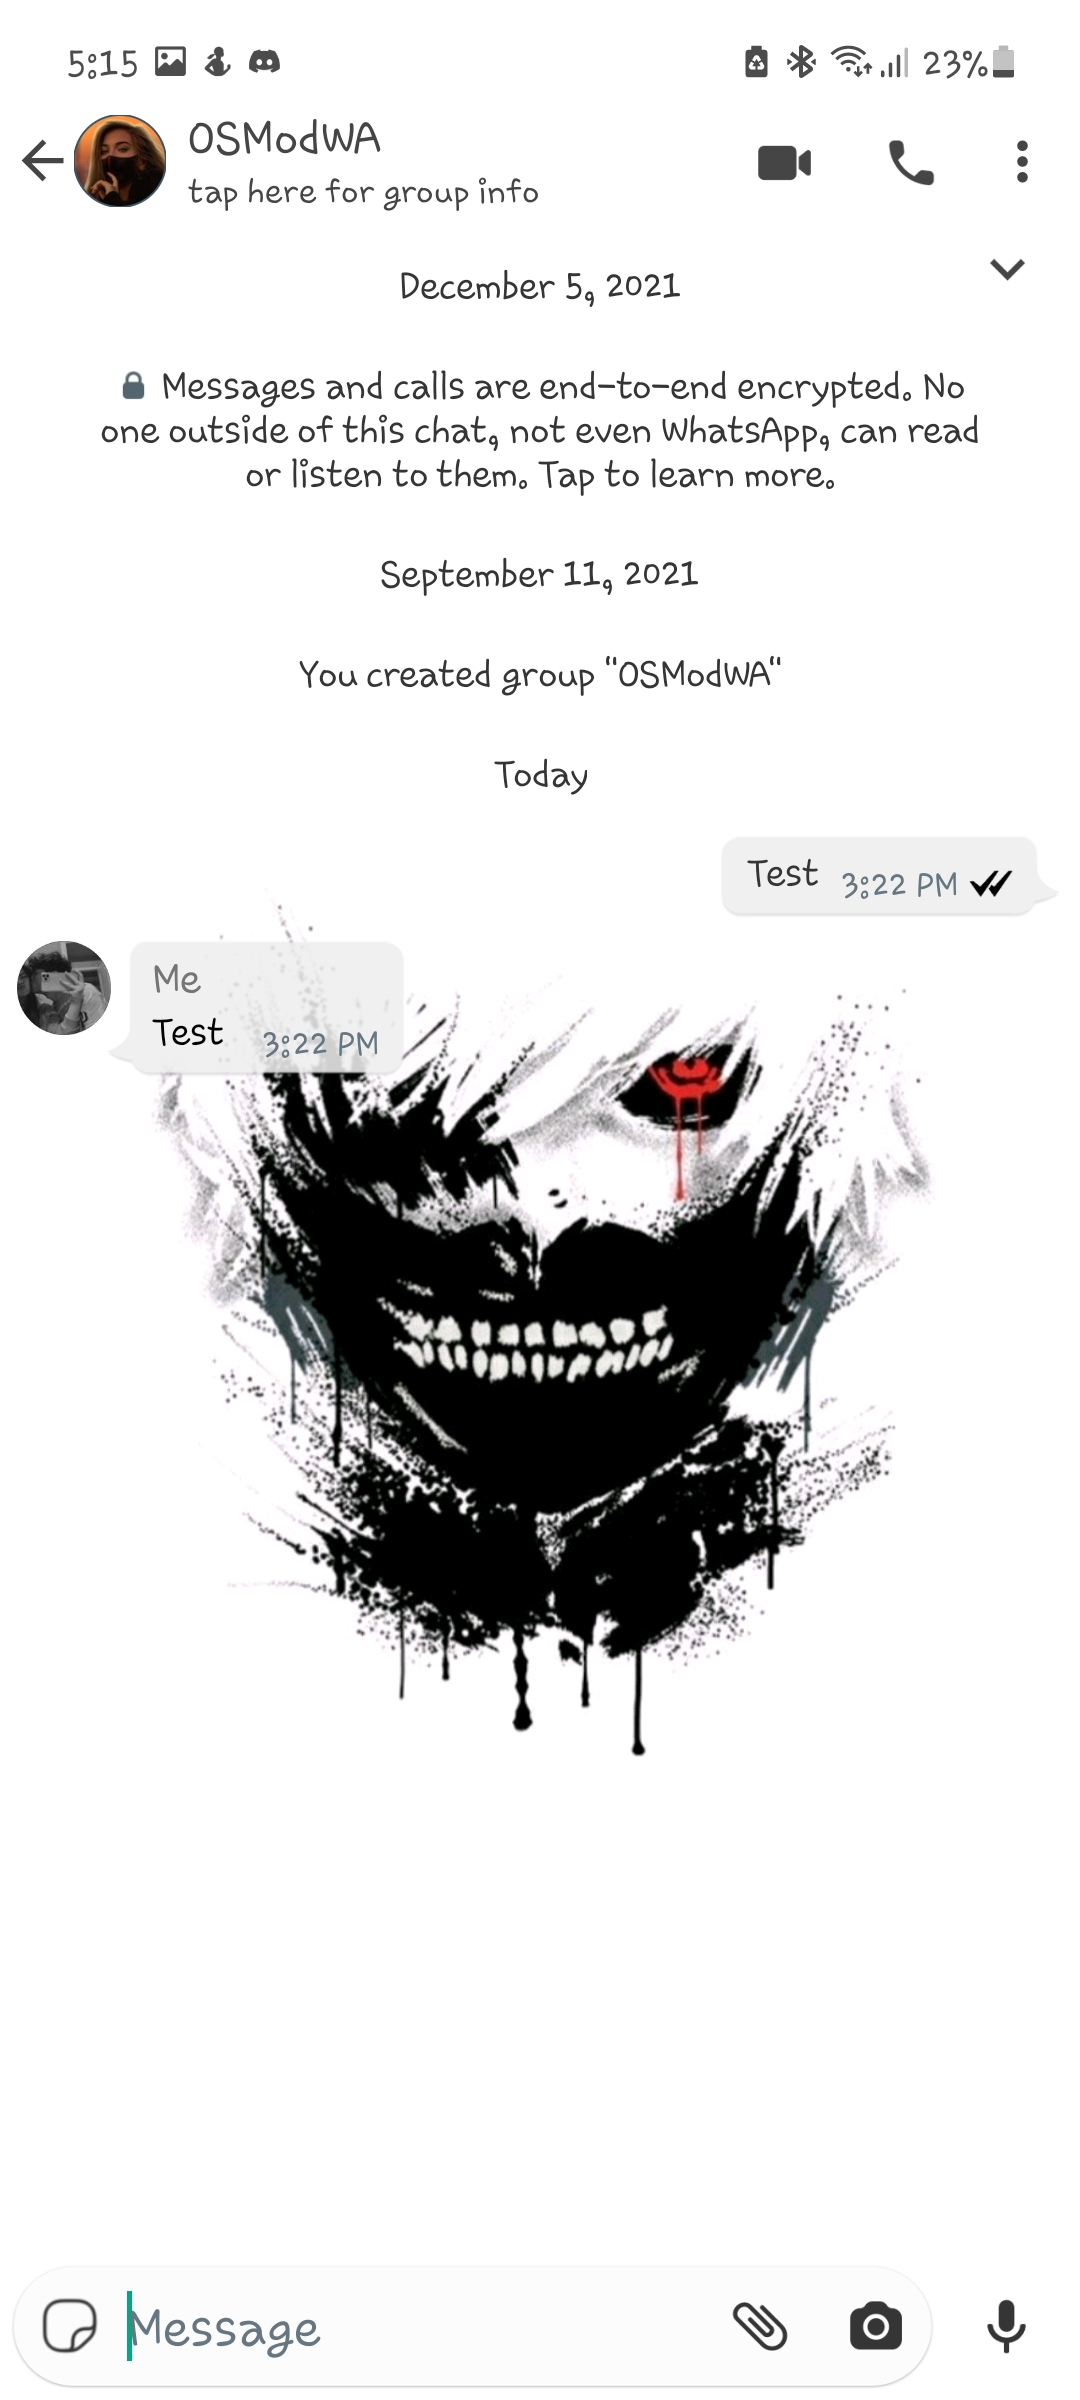 5:15 23%
OSModWA
tap here for group info
December 5, 2021
Messages and calls are end-to-end encrypted. No
one outside of this chat, not even WhatsApp, can read
or listen to them. Tap to learn more.
September 11, 2021
You created group "OSModWA"
Today
Test 3:22 PM
Me
Test 3:22 PM
Message